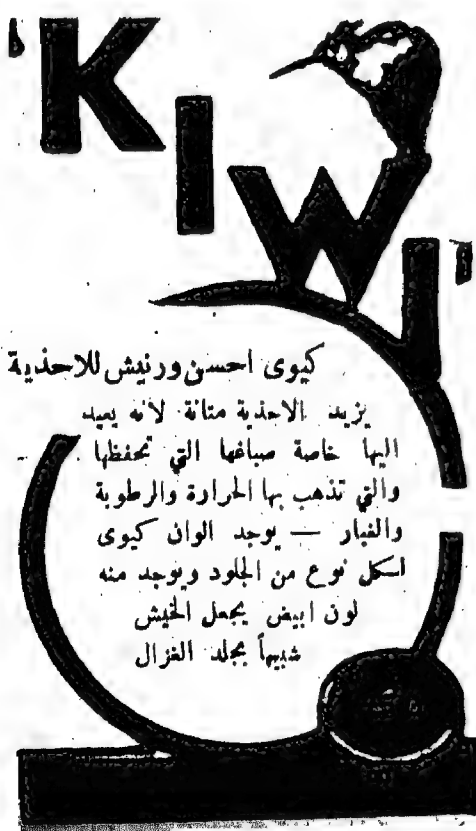 'KIWI'
كيوى احسن ورنيش للاحذية
يزيد الاحذية متانة لانه يعيد
اليها خاصة صباغها التي تحفظها
والتي تذهب بها الحرارة والرطوبة
والغبار — يوجد الوان كيوى
لكل نوع من الجلود ويوجد منه
لون ابيض يجعل الخيش
شبيهاً بجلد الغزال